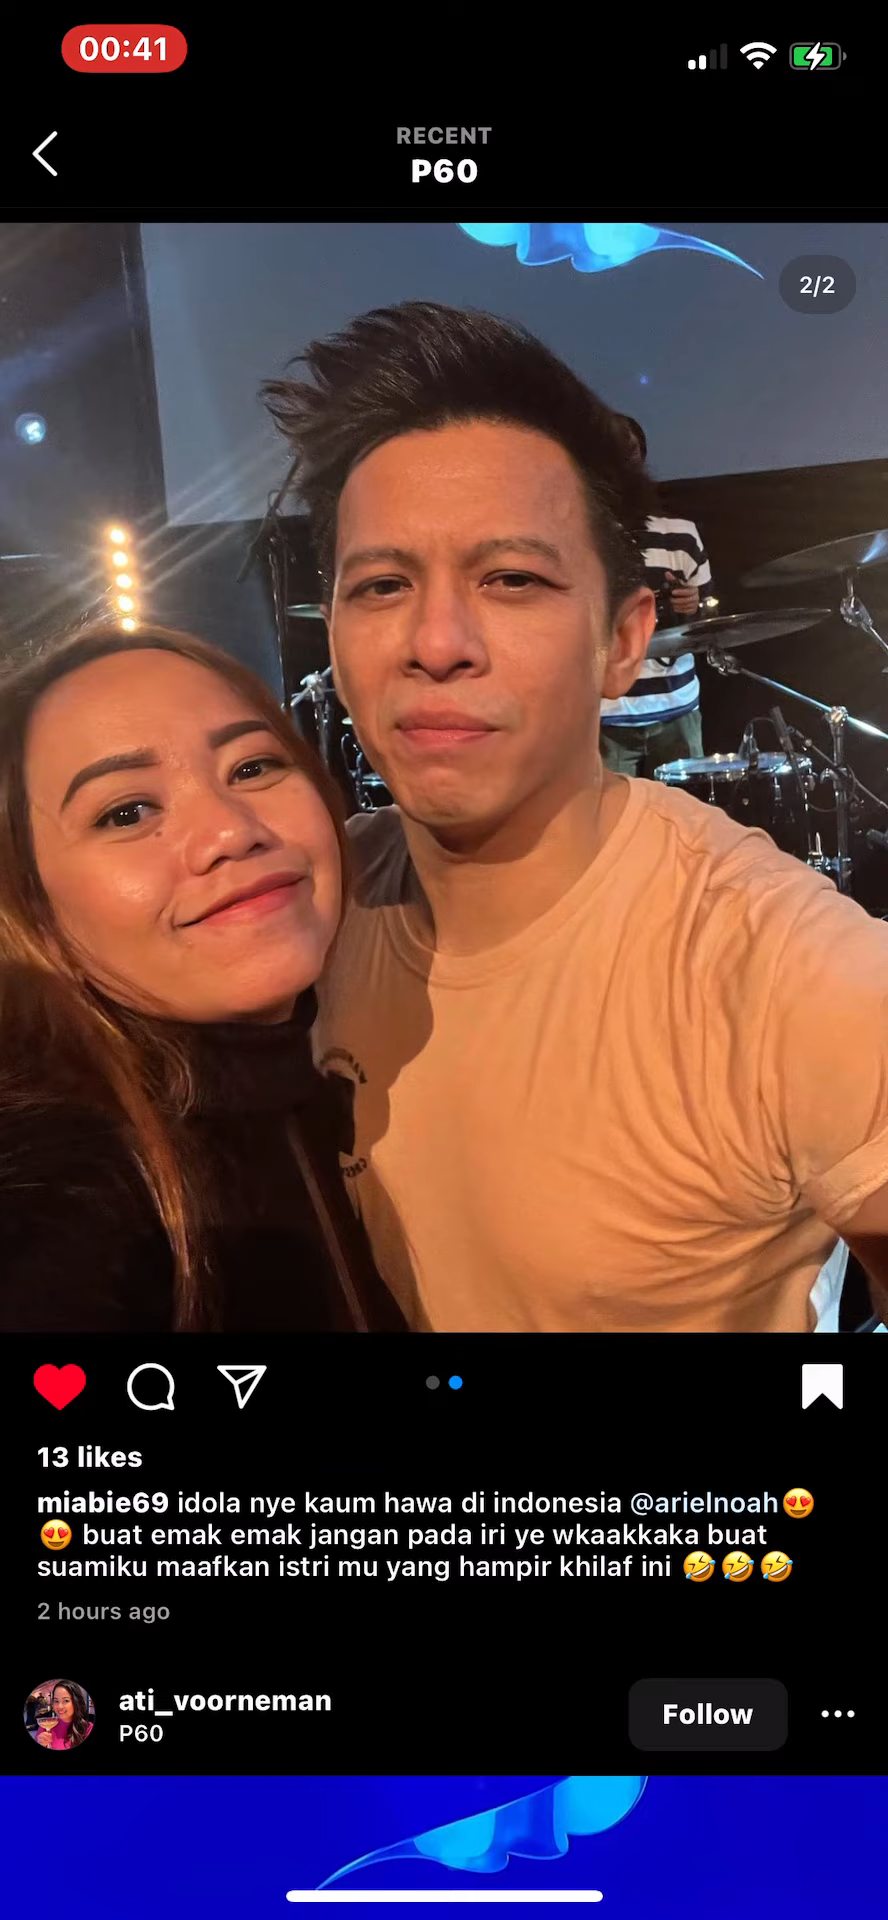 00:41
RECENT
P60
2/2
13 likes
miabie69 idola nye kaum hawa di indonesia @arielnoah😍
😍 buat emak emak jangan pada iri ye wkaakkaka buat
suamiku maafkan istri mu yang hampir khilaf ini 🤣🤣🤣
2 hours ago
ati_voorneman
P60
Follow